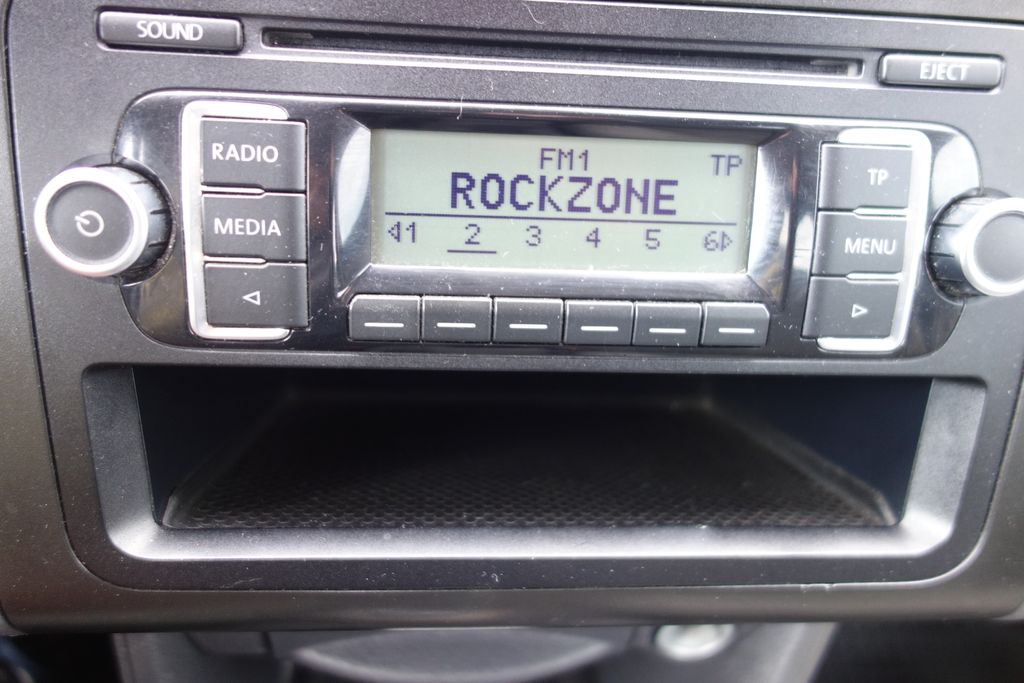 SOUND
EJECT
RADIO
MEDIA
FM1
TP
ROCKZONE
1 2 3 4 5 6
TP
MENU